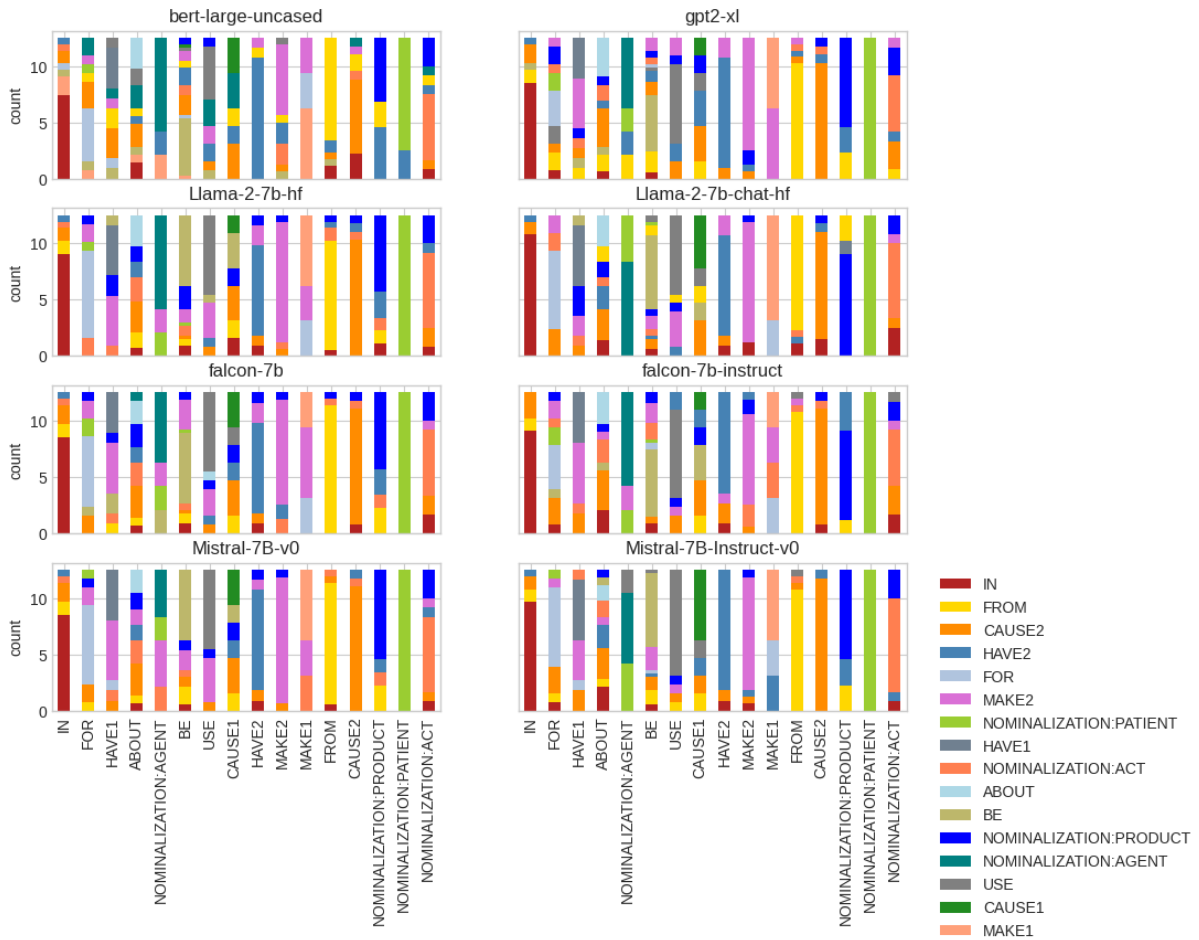 bert-large-uncased
gpt2-xl
count
10
5
0
Llama-2-7b-hf
Llama-2-7b-chat-hf
count
10
5
0
falcon-7b
falcon-7b-instruct
count
10
5
0
Mistral-7B-v0
Mistral-7B-Instruct-v0
count
10
5
0
IN
FOR
HAVE1
ABOUT
NOMINALIZATION:AGENT
BE
USE
CAUSE1
HAVE2
MAKE2
MAKE1
FROM
CAUSE2
NOMINALIZATION:PRODUCT
NOMINALIZATION:PATIENT
NOMINALIZATION:ACT
IN
FOR
HAVE1
ABOUT
NOMINALIZATION:AGENT
BE
USE
CAUSE1
HAVE2
MAKE2
MAKE1
FROM
CAUSE2
NOMINALIZATION:PRODUCT
NOMINALIZATION:PATIENT
NOMINALIZATION:ACT
IN
FROM
CAUSE2
HAVE2
FOR
MAKE2
NOMINALIZATION:PATIENT
HAVE1
NOMINALIZATION:ACT
ABOUT
BE
NOMINALIZATION:PRODUCT
NOMINALIZATION:AGENT
USE
CAUSE1
MAKE1